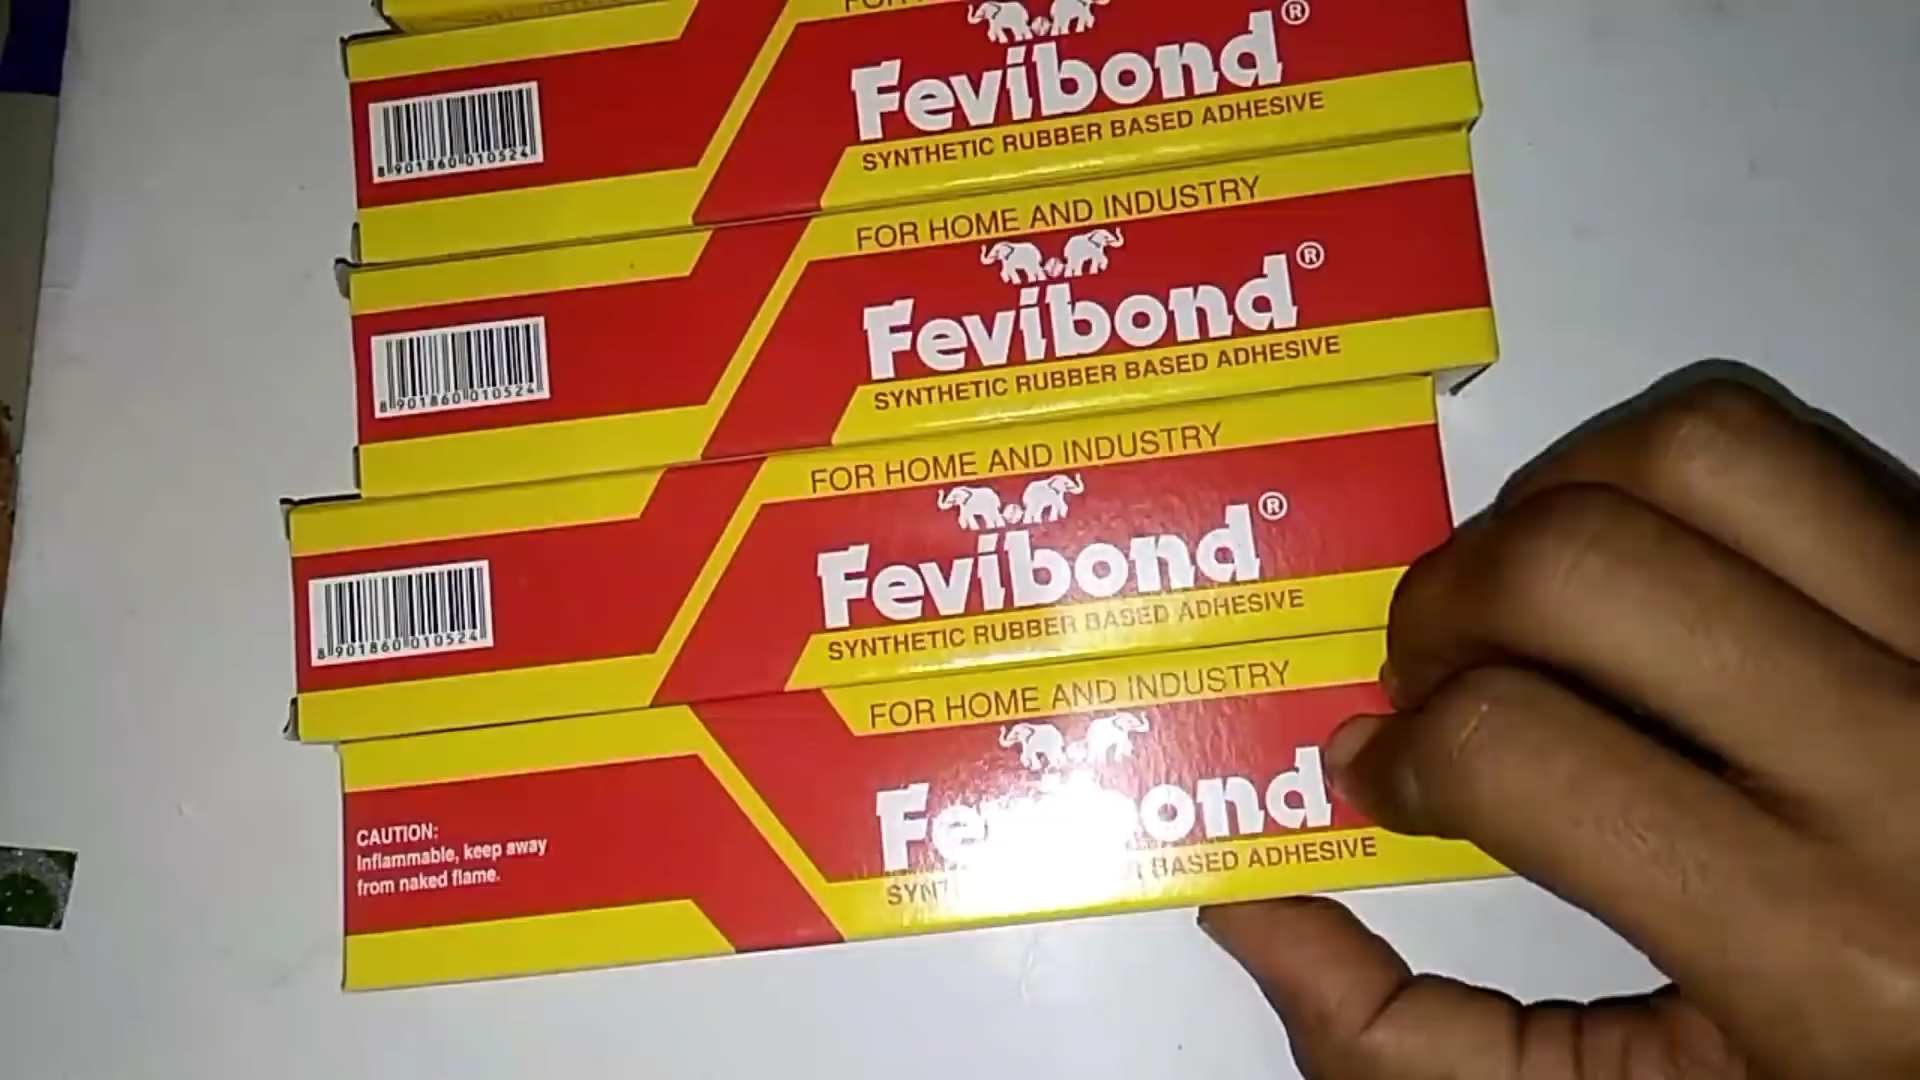 FOR
Fevibond®
SYNTHETIC RUBBER BASED ADHESIVE
8 901860 010524
FOR HOME AND INDUSTRY
Fevibond®
SYNTHETIC RUBBER BASED ADHESIVE
8 901860 010524
FOR HOME AND INDUSTRY
Fevibond®
SYNTHETIC RUBBER BASED ADHESIVE
8 901860 010524
FOR HOME AND INDUSTRY
Fevibond
BASED ADHESIVE
CAUTION:
Inflammable, keep away
from naked flame.